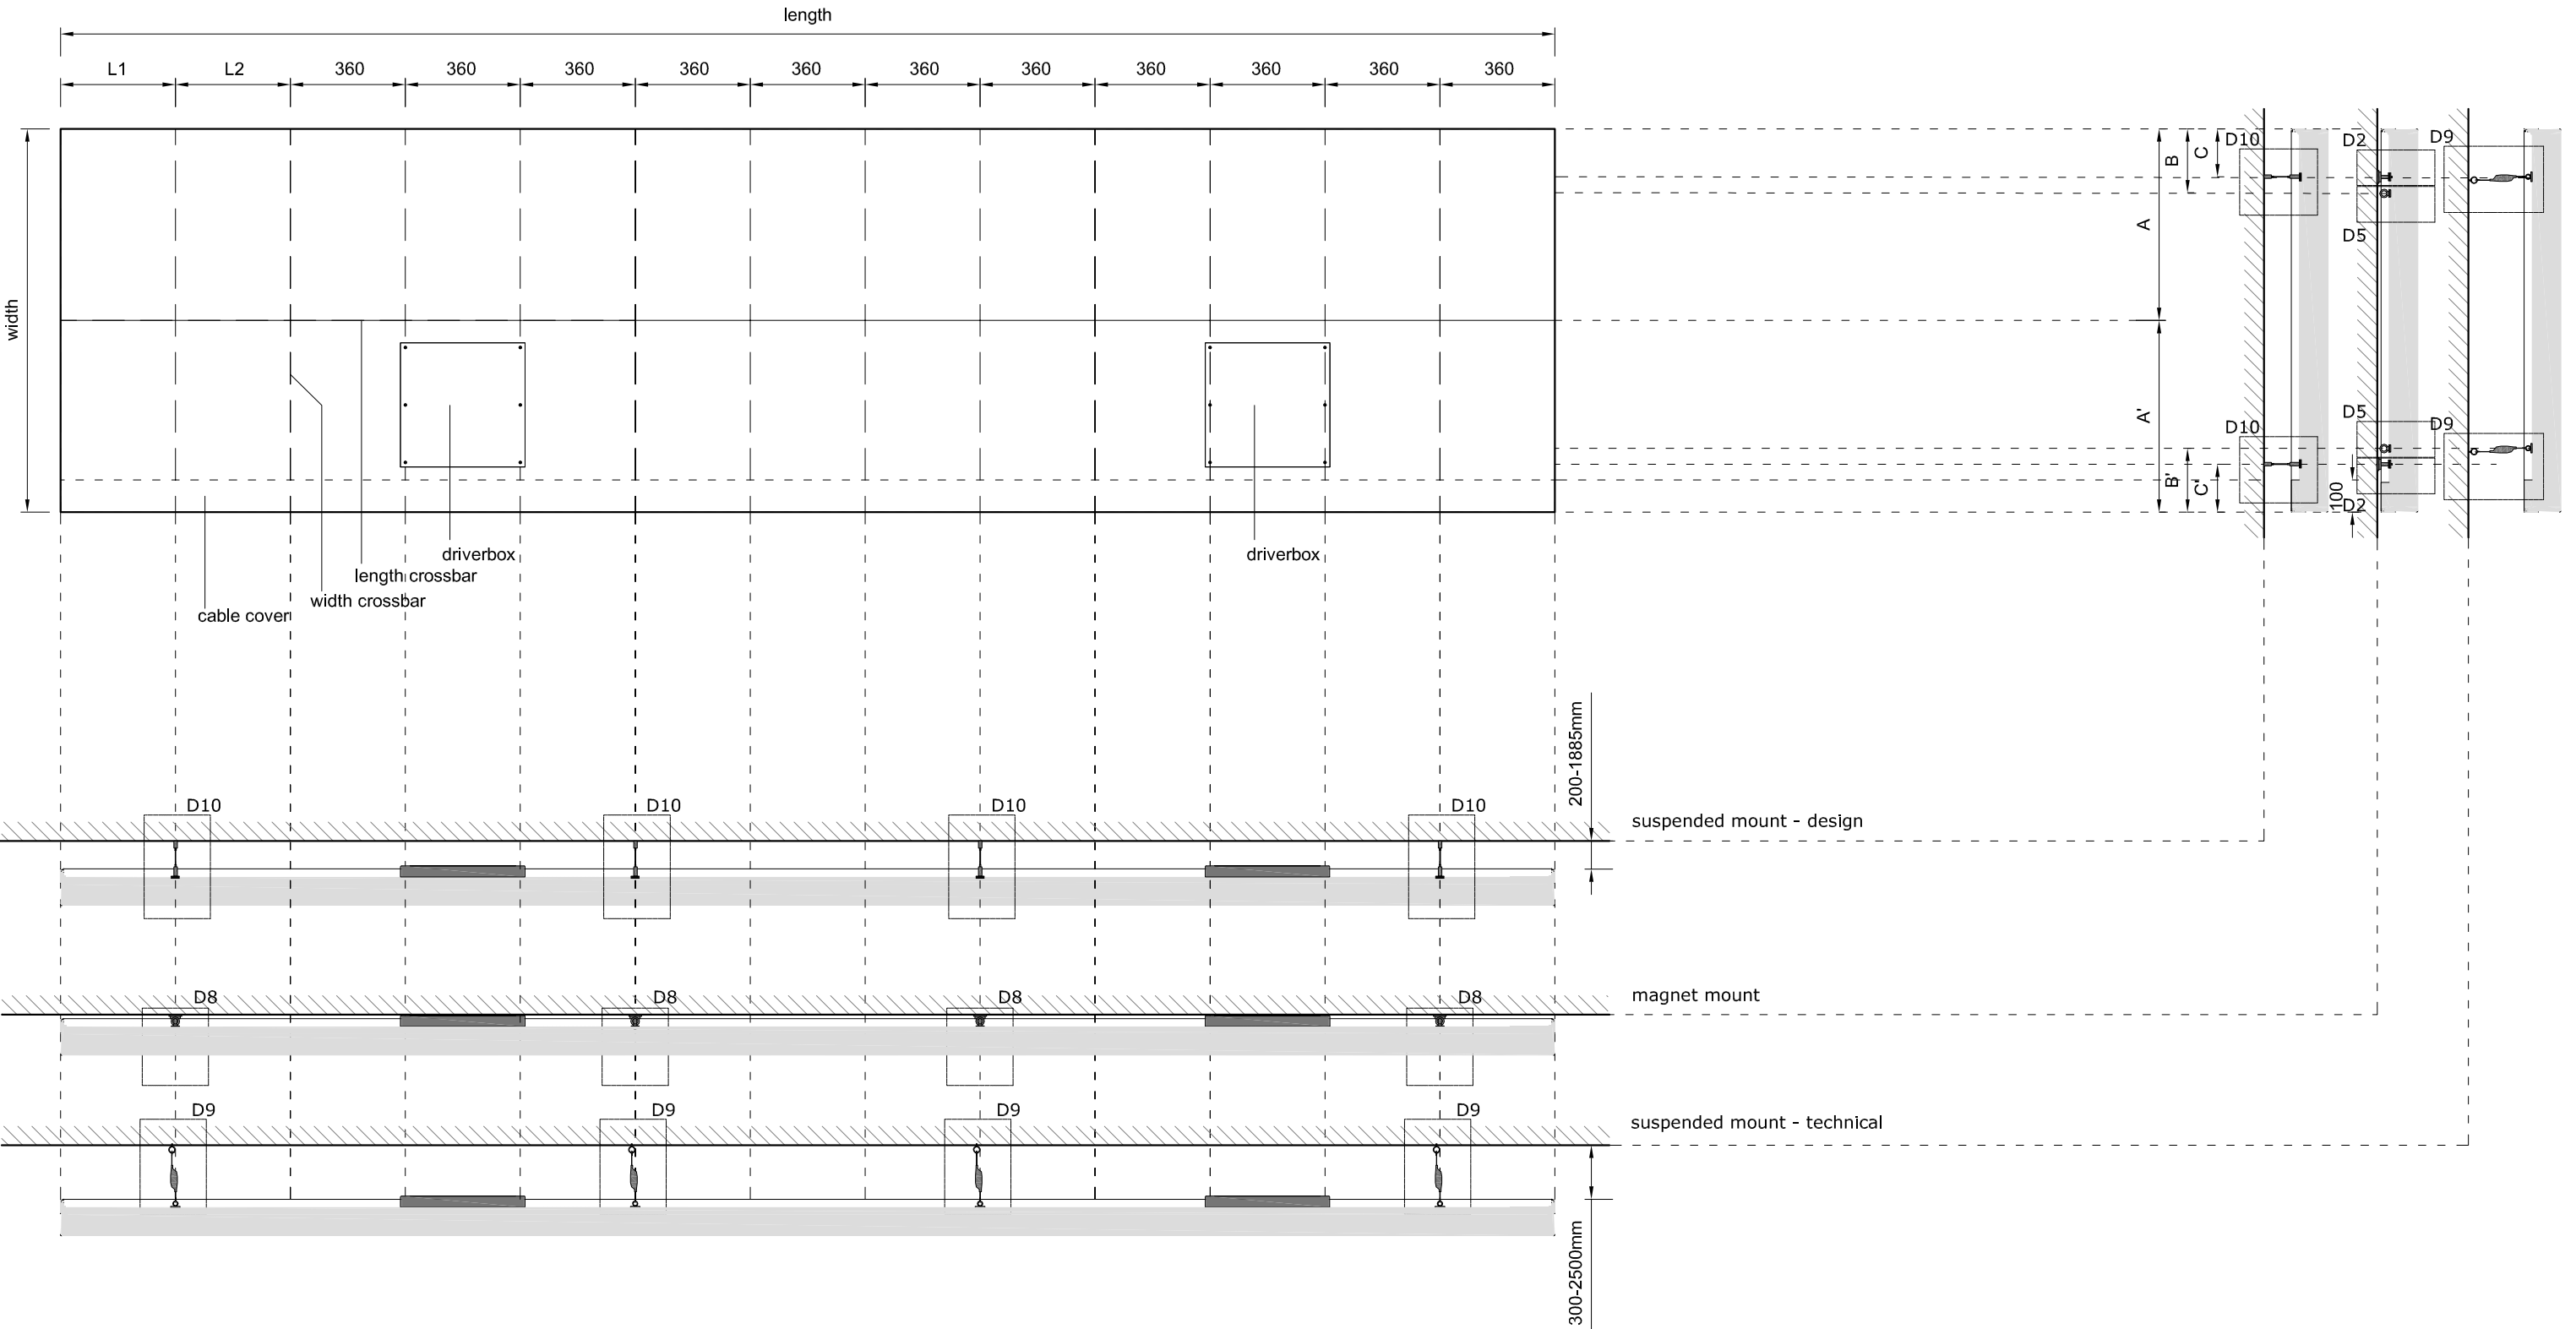 length
L1 L2 360 360 360 360 360 360 360 360 360 360 360
width
A
B
C
D10
D2
D9
D5
A'
B'
C'
D10
D5
D9
100
D2
driverbox
driverbox
length crossbar
width crossbar
cable cover
200-1885mm
D10 D10 D10 D10
suspended mount - design
D8 D8 D8 D8
magnet mount
D9 D9 D9 D9
suspended mount - technical
300-2500mm